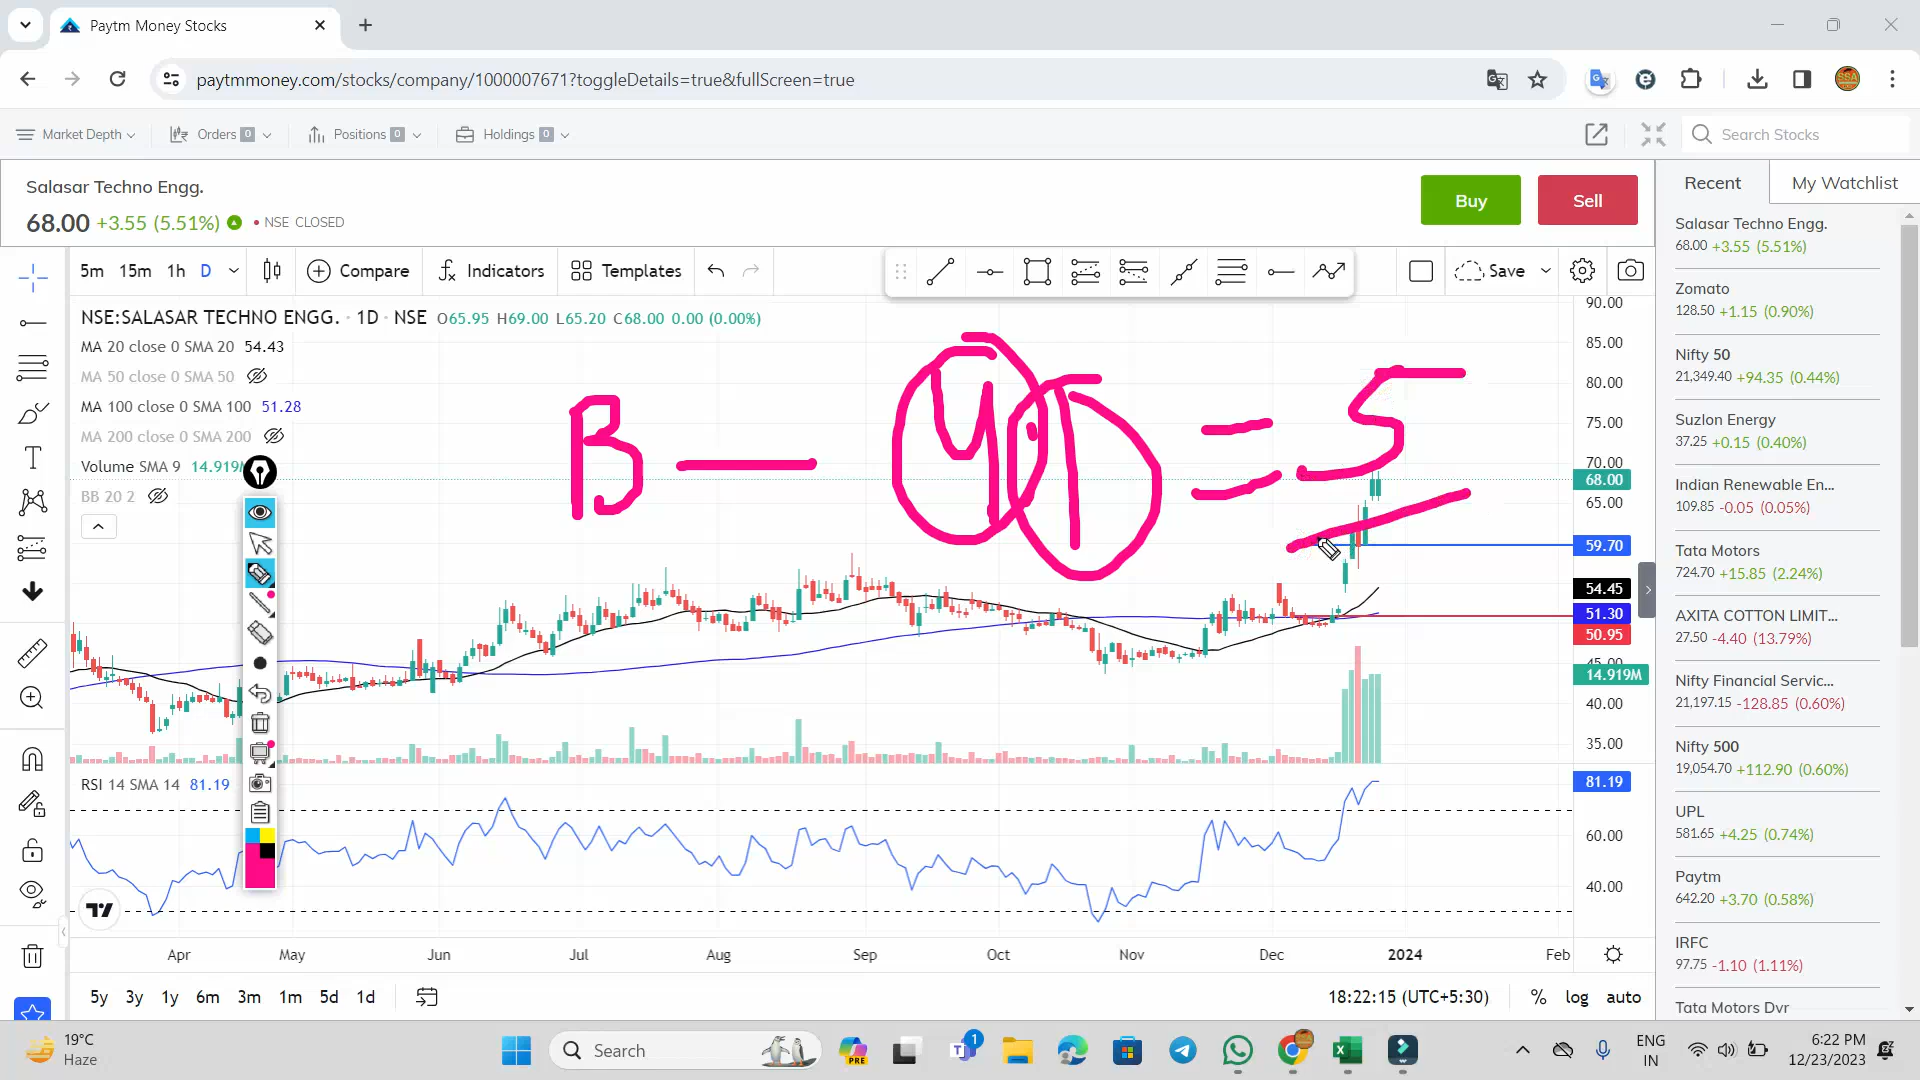 Paytm Money Stocks
paytmmoney.com/stocks/company/1000007671?toggleDetails=true&fullScreen=true
Market Depth Orders 0 Positions 0 Holdings 0 Search Stocks
Salasar Techno Engg.
68.00 +3.55 (5.51%) • NSE CLOSED
Buy Sell
Recent My Watchlist
Salasar Techno Engg.
68.00 +3.55 (5.51%)
Zomato
128.50 +1.15 (0.90%)
Nifty 50
21,349.40 +94.35 (0.44%)
Suzlon Energy
37.25 +0.15 (0.40%)
Indian Renewable En...
109.85 -0.05 (0.05%)
Tata Motors
724.70 +15.85 (2.24%)
AXITA COTTON LIMIT...
27.50 -4.40 (13.79%)
Nifty Financial Servic...
21,197.15 -128.85 (0.60%)
Nifty 500
19,054.70 +112.90 (0.60%)
UPL
581.65 +4.25 (0.74%)
Paytm
642.20 +3.70 (0.58%)
IRFC
97.75 -1.10 (1.11%)
Tata Motors Dvr
5m 15m 1h D Compare Indicators Templates Save
NSE:SALASAR TECHNO ENGG. · 1D · NSE O65.95 H69.00 L65.20 C68.00 0.00 (0.00%)
MA 20 close 0 SMA 20 54.43
MA 50 close 0 SMA 50
MA 100 close 0 SMA 100 51.28
MA 200 close 0 SMA 200
Volume SMA 9 14.919M
BB 20 2
B — 4 1 = 5
90.00
85.00
80.00
75.00
70.00
68.00
65.00
59.70
54.45
51.30
50.95
45.00
14.919M
40.00
35.00
RSI 14 SMA 14 81.19
81.19
60.00
40.00
Apr May Jun Jul Aug Sep Oct Nov Dec 2024 Feb
5y 3y 1y 6m 3m 1m 5d 1d 18:22:15 (UTC+5:30) % log auto
19°C
Haze
Search
PRE
1
ENG
IN
6:22 PM
12/23/2023